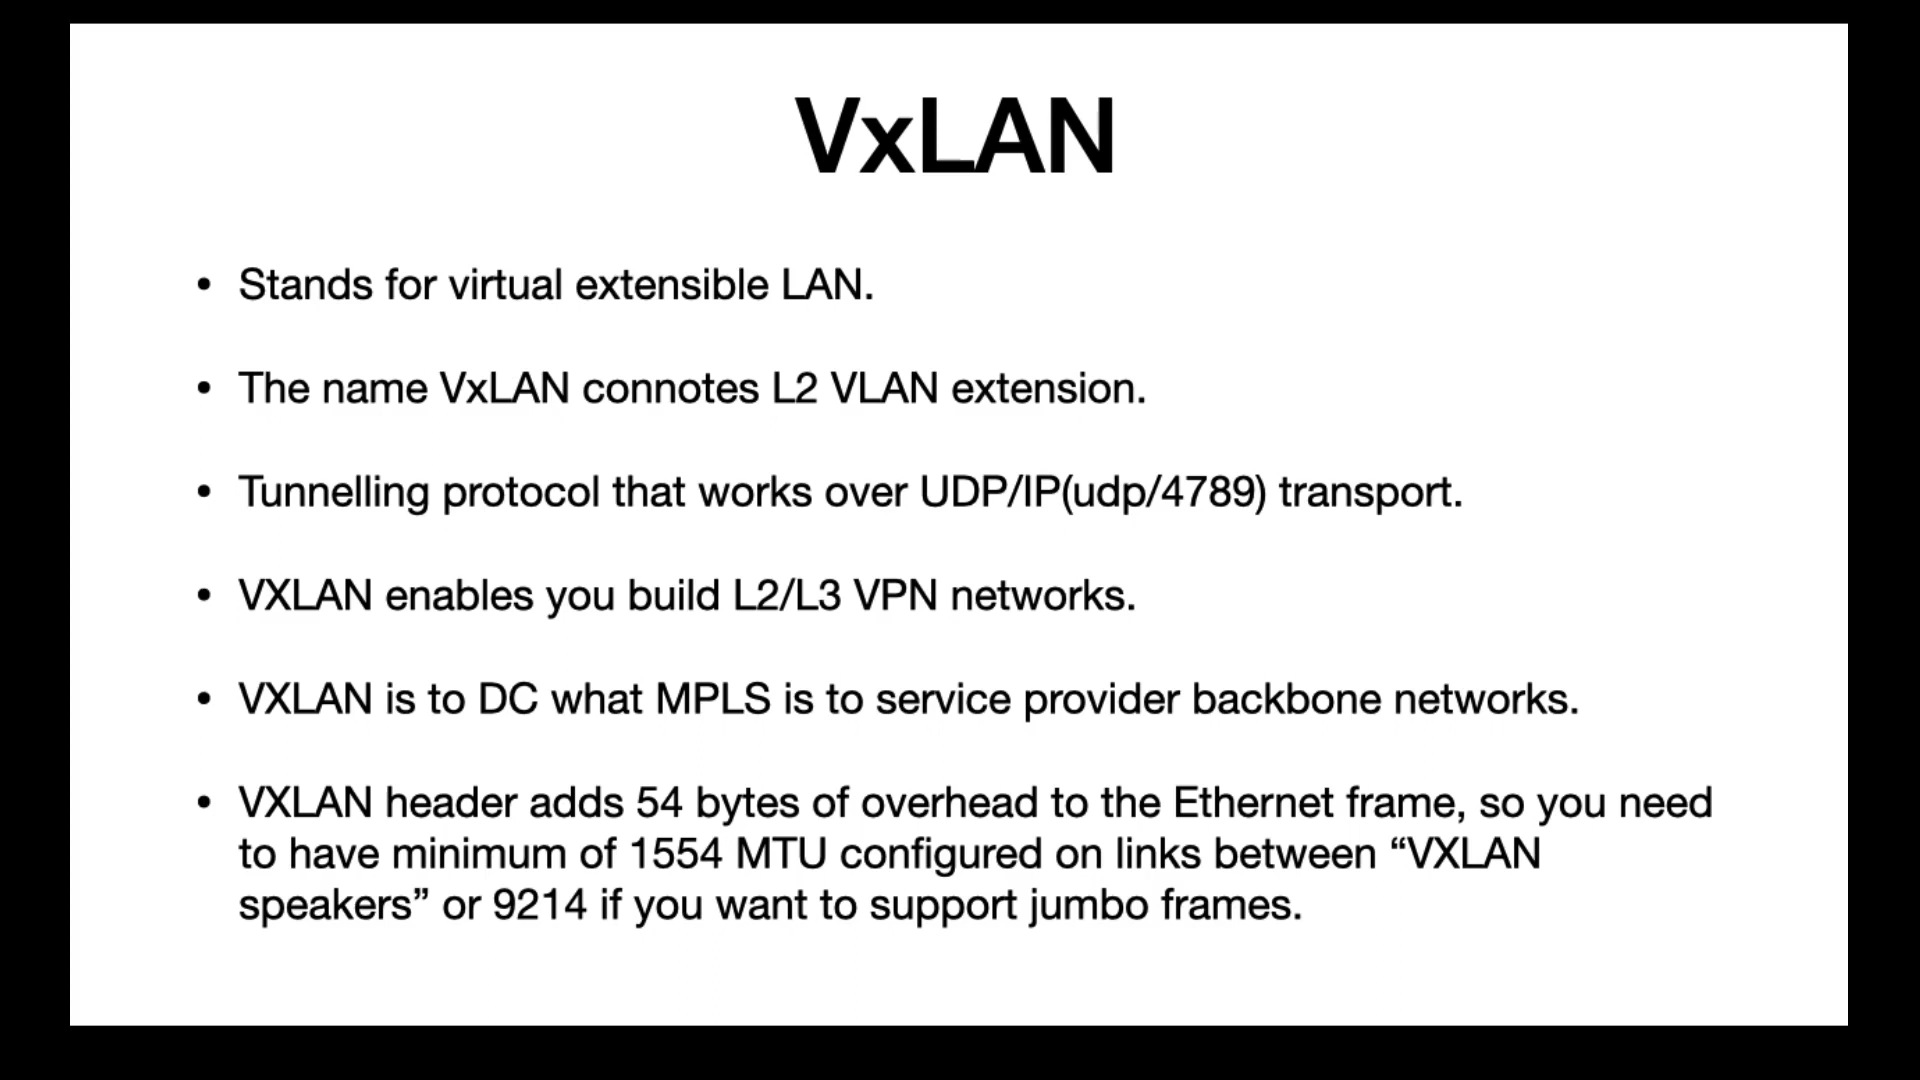 VxLAN
• Stands for virtual extensible LAN.
• The name VxLAN connotes L2 VLAN extension.
• Tunnelling protocol that works over UDP/IP(udp/4789) transport.
• VXLAN enables you build L2/L3 VPN networks.
• VXLAN is to DC what MPLS is to service provider backbone networks.
• VXLAN header adds 54 bytes of overhead to the Ethernet frame, so you need
to have minimum of 1554 MTU configured on links between “VXLAN
speakers” or 9214 if you want to support jumbo frames.